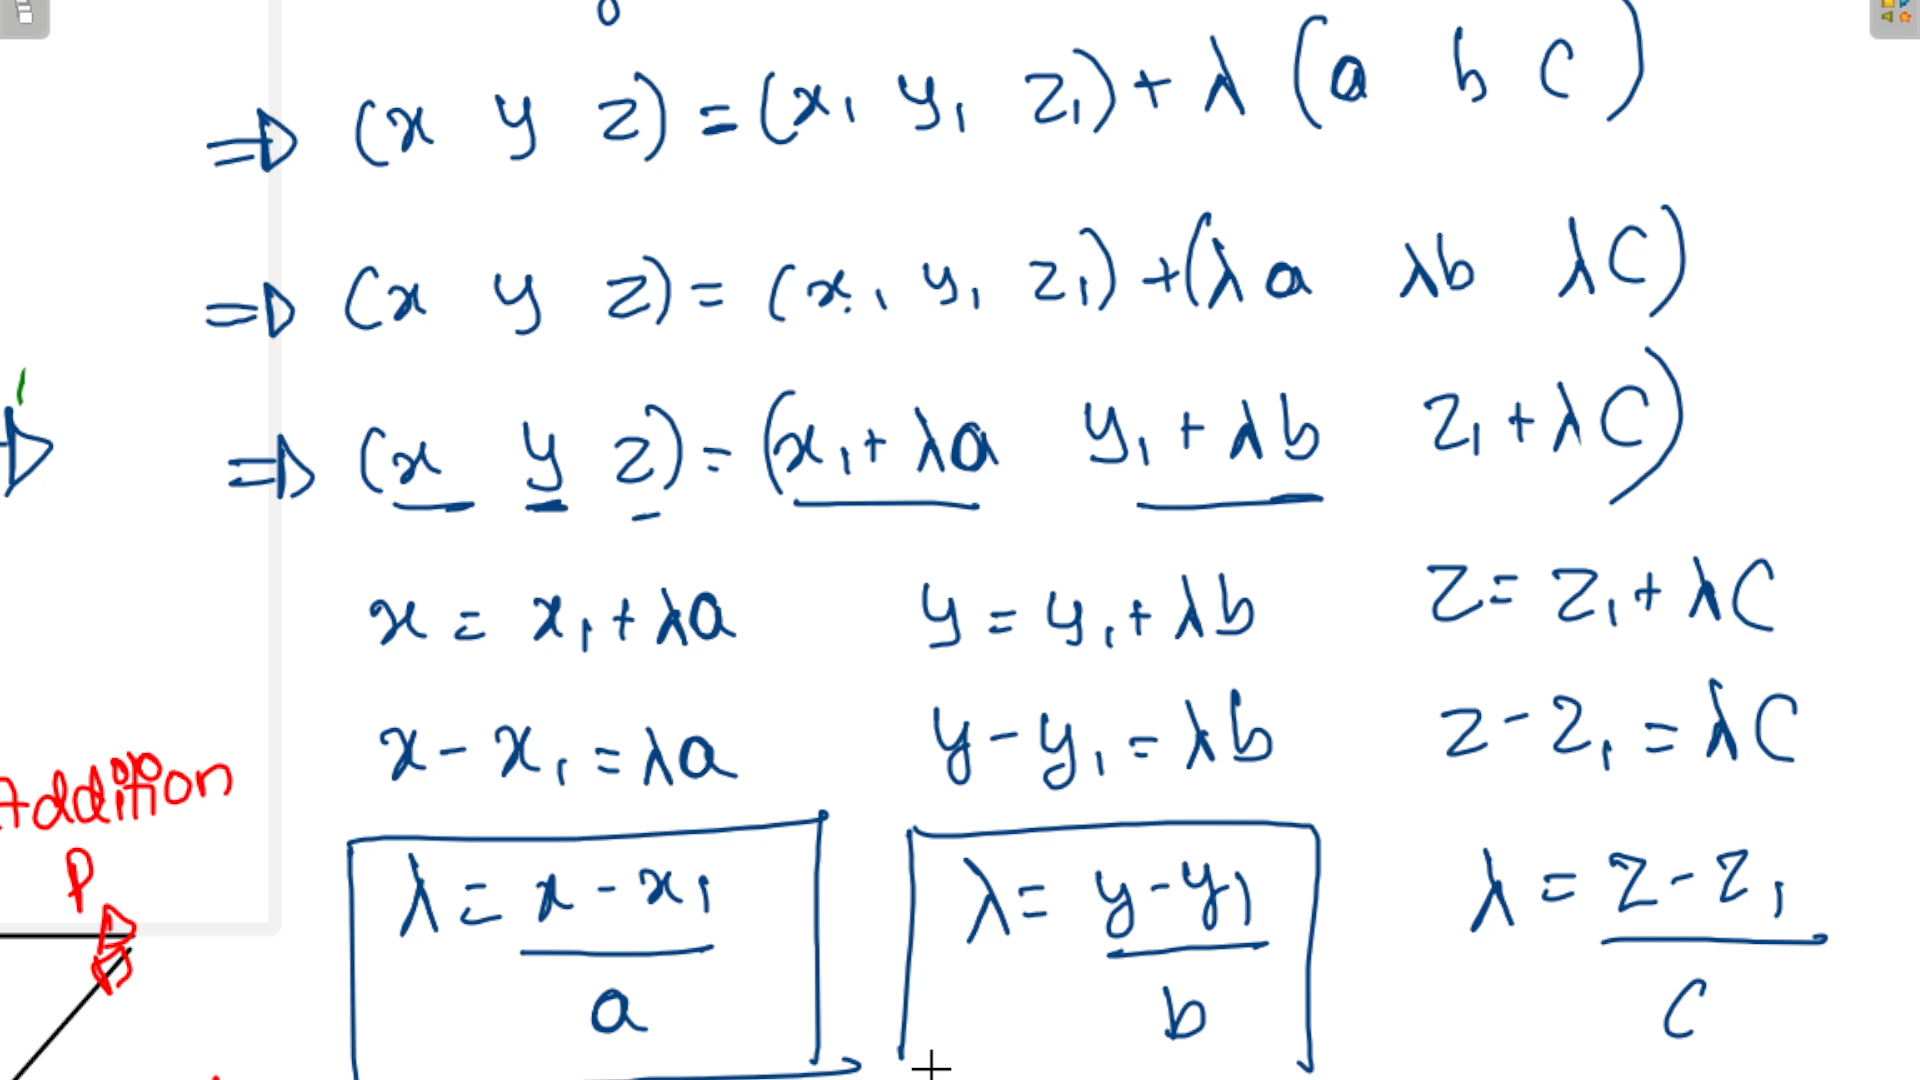 ⇒ (x y z) = (x₁ y₁ z₁) + λ (a b c)
⇒ (x y z) = (x₁ y₁ z₁) + (λa λb λc)
⇒ (x y z) = (x₁ + λa y₁ + λb z₁ + λc)
x = x₁ + λa y = y₁ + λb z = z₁ + λc
x - x₁ = λa y - y₁ = λb z - z₁ = λc
λ = (x - x₁)/a λ = (y - y₁)/b λ = (z - z₁)/c
Addition
P